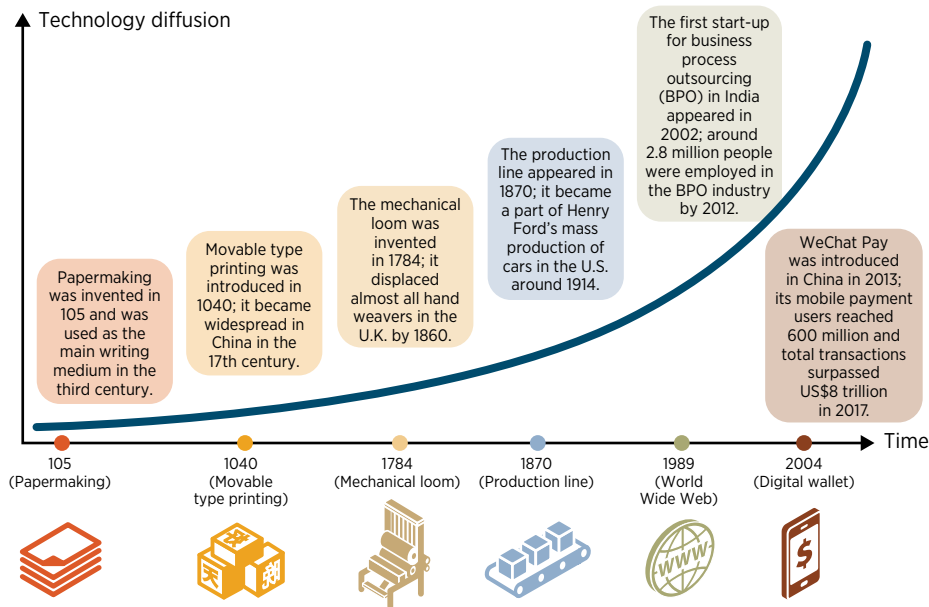 Technology diffusion
Papermaking
was invented in
105 and was
used as the
main writing
medium in the
third century.
Movable type
printing was
introduced in
1040; it became
widespread in
China in the
17th century.
The mechanical
loom was
invented
in 1784; it
displaced
almost all hand
weavers in the
U.K. by 1860.
The production
line appeared in
1870; it became
a part of Henry
Ford’s mass
production of
cars in the U.S.
around 1914.
The first start-up
for business
process
outsourcing
(BPO) in India
appeared in
2002; around
2.8 million people
were employed in
the BPO industry
by 2012.
WeChat Pay
was introduced
in China in 2013;
its mobile payment
users reached
600 million and
total transactions
surpassed
US$8 trillion
in 2017.
Time
105
(Papermaking)
1040
(Movable
type printing)
1784
(Mechanical loom)
1870
(Production line)
1989
(World
Wide Web)
2004
(Digital wallet)
天
WWW
$